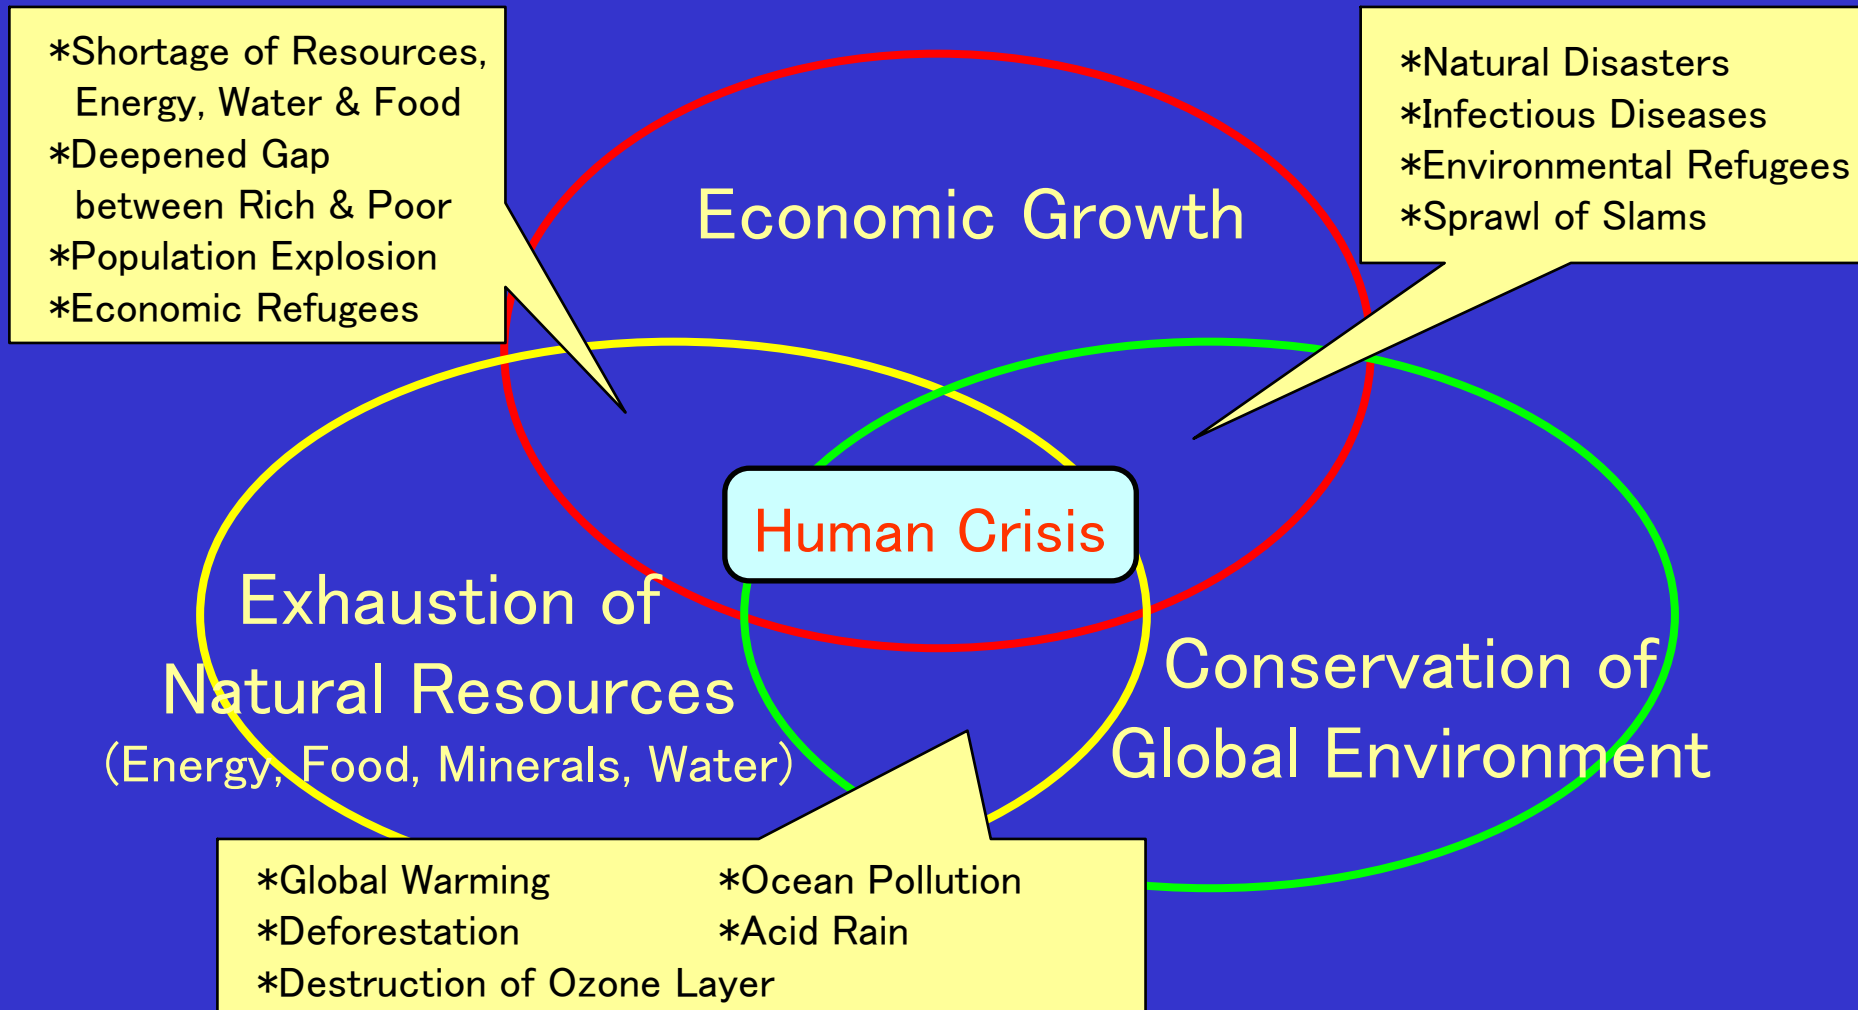 *Shortage of Resources,
Energy, Water & Food
*Deepened Gap
between Rich & Poor
*Population Explosion
*Economic Refugees
*Natural Disasters
*Infectious Diseases
*Environmental Refugees
*Sprawl of Slams
Economic Growth
Human Crisis
Exhaustion of
Natural Resources
(Energy, Food, Minerals, Water)
Conservation of
Global Environment
*Global Warming *Ocean Pollution
*Deforestation *Acid Rain
*Destruction of Ozone Layer